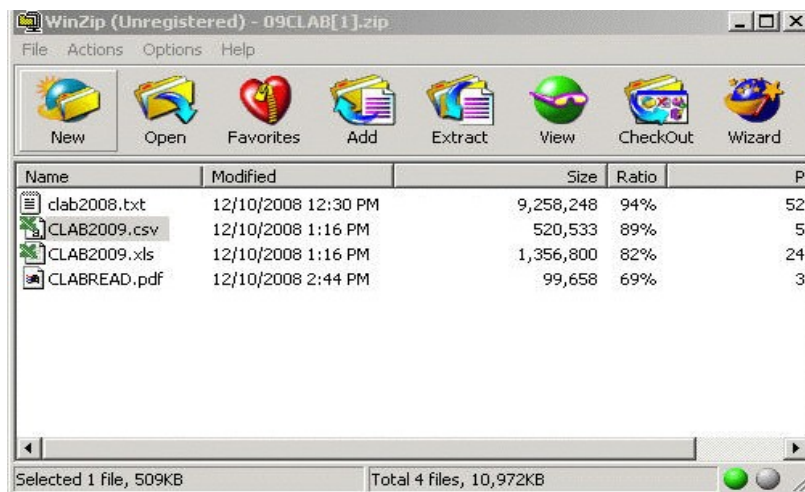 WinZip (Unregistered) - 09CLAB[1].zip
File Actions Options Help
New Open Favorites Add Extract View CheckOut Wizard
Name Modified Size Ratio P
clab2008.txt 12/10/2008 12:30 PM 9,258,248 94% 52
CLAB2009.csv 12/10/2008 1:16 PM 520,533 89% 5
CLAB2009.xls 12/10/2008 1:16 PM 1,356,800 82% 24
CLABREAD.pdf 12/10/2008 2:44 PM 99,658 69% 3
Selected 1 file, 509KB Total 4 files, 10,972KB